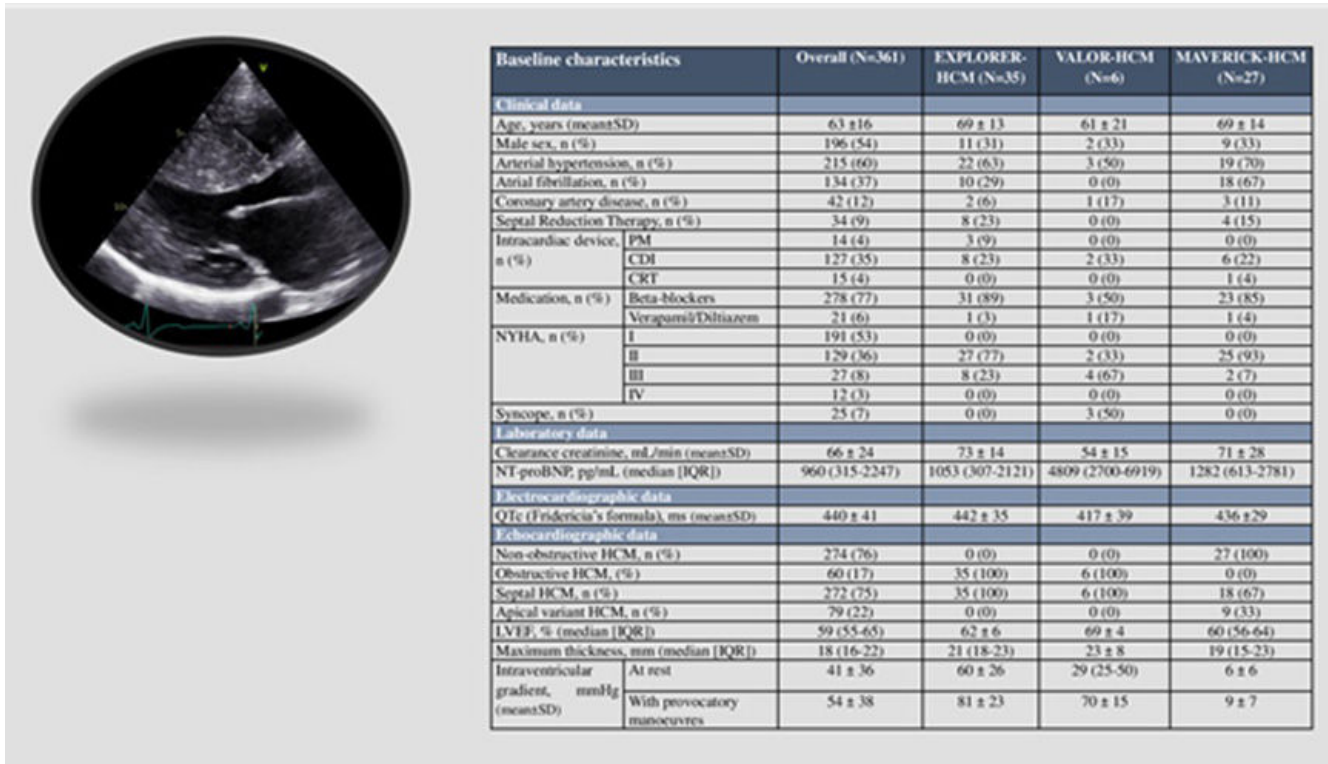 V
5
10
Baseline characteristics Overall (N=361) EXPLORER-HCM (N=35) VALOR-HCM (N=6) MAVERICK-HCM (N=27)
Clinical data
Age, years (mean±SD) 63 ±16 69 ± 13 61 ± 21 69 ± 14
Male sex, n (%) 196 (54) 11 (31) 2 (33) 9 (33)
Arterial hypertension, n (%) 215 (60) 22 (63) 3 (50) 19 (70)
Atrial fibrillation, n (%) 134 (37) 10 (29) 0 (0) 18 (67)
Coronary artery disease, n (%) 42 (12) 2 (6) 1 (17) 3 (11)
Septal Reduction Therapy, n (%) 34 (9) 8 (23) 0 (0) 4 (15)
Intracardiac device, n (%) PM 14 (4) 3 (9) 0 (0) 0 (0)
CDI 127 (35) 8 (23) 2 (33) 6 (22)
CRT 15 (4) 0 (0) 0 (0) 1 (4)
Medication, n (%) Beta-blockers 278 (77) 31 (89) 3 (50) 23 (85)
Verapamil/Diltiazem 21 (6) 1 (3) 1 (17) 1 (4)
NYHA, n (%) I 191 (53) 0 (0) 0 (0) 0 (0)
II 129 (36) 27 (77) 2 (33) 25 (93)
III 27 (8) 8 (23) 4 (67) 2 (7)
IV 12 (3) 0 (0) 0 (0) 0 (0)
Syncope, n (%) 25 (7) 0 (0) 3 (50) 0 (0)
Laboratory data
Clearance creatinine, mL/min (mean±SD) 66 ± 24 73 ± 14 54 ± 15 71 ± 28
NT-proBNP, pg/mL (median [IQR]) 960 (315-2247) 1053 (307-2121) 4809 (2700-6919) 1282 (613-2781)
Electrocardiographic data
QTc (Fridericia's formula), ms (mean±SD) 440 ± 41 442 ± 35 417 ± 39 436 ±29
Echocardiographic data
Non-obstructive HCM, n (%) 274 (76) 0 (0) 0 (0) 27 (100)
Obstructive HCM, (%) 60 (17) 35 (100) 6 (100) 0 (0)
Septal HCM, n (%) 272 (75) 35 (100) 6 (100) 18 (67)
Apical variant HCM, n (%) 79 (22) 0 (0) 0 (0) 9 (33)
LVEF, % (median [IQR]) 59 (55-65) 62 ± 6 69 ± 4 60 (56-64)
Maximum thickness, mm (median [IQR]) 18 (16-22) 21 (18-23) 23 ± 8 19 (15-23)
Intraventricular gradient, mmHg (mean±SD) At rest 41 ± 36 60 ± 26 29 (25-50) 6 ± 6
With provocatory manoeuvres 54 ± 38 81 ± 23 70 ± 15 9 ± 7